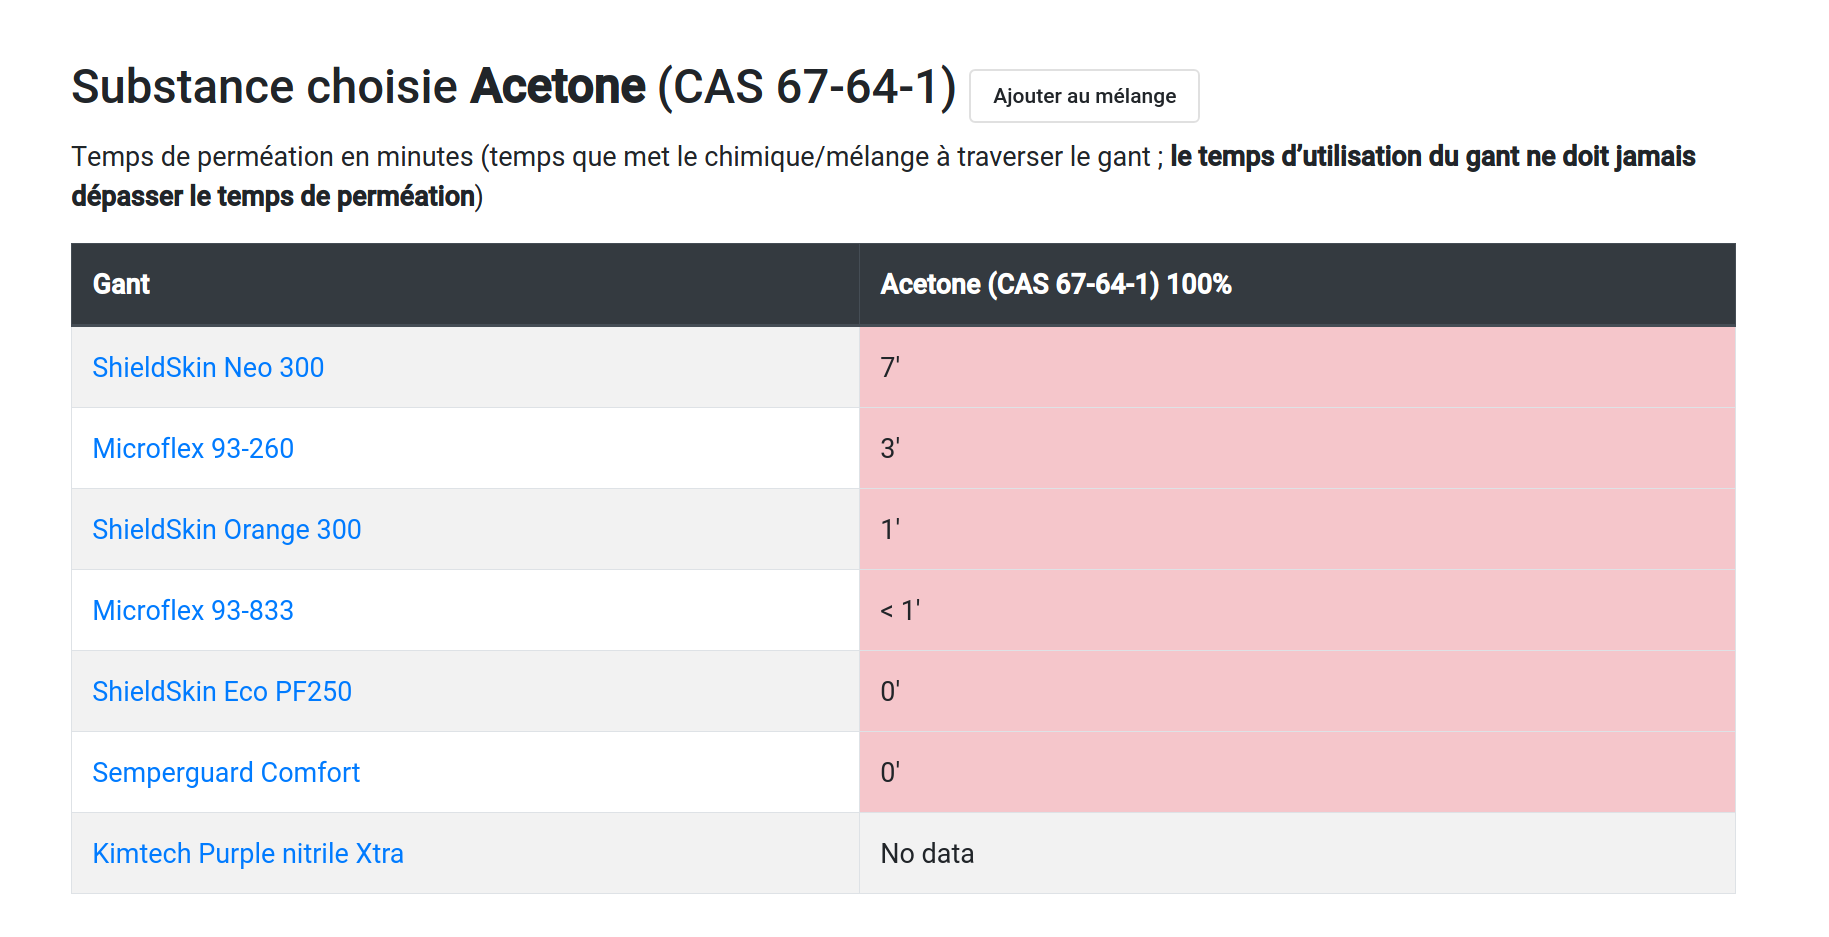 Substance choisie Acetone (CAS 67-64-1) Ajouter au mélange
Temps de perméation en minutes (temps que met le chimique/mélange à traverser le gant ; le temps d’utilisation du gant ne doit jamais
dépasser le temps de perméation)
Gant Acetone (CAS 67-64-1) 100%
ShieldSkin Neo 300 7'
Microflex 93-260 3'
ShieldSkin Orange 300 1'
Microflex 93-833 < 1'
ShieldSkin Eco PF250 0'
Semperguard Comfort 0'
Kimtech Purple nitrile Xtra No data